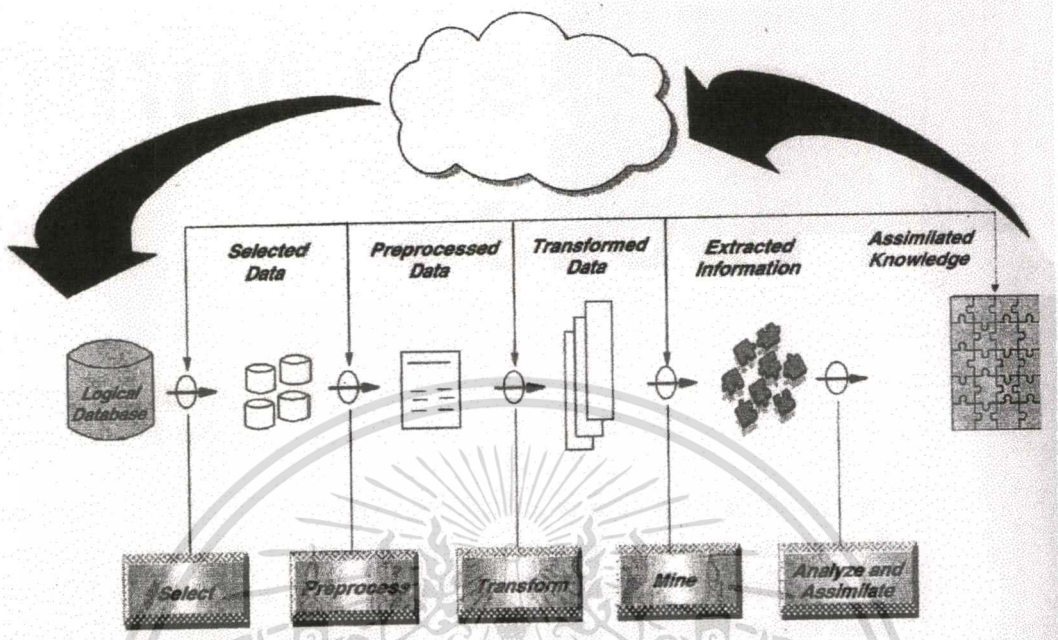 Selected
Data
Preprocessed
Data
Transformed
Data
Extracted
Information
Assimilated
Knowledge
Logical
Database
Select
Preprocess
Transform
Mine
Analyze and
Assimilate